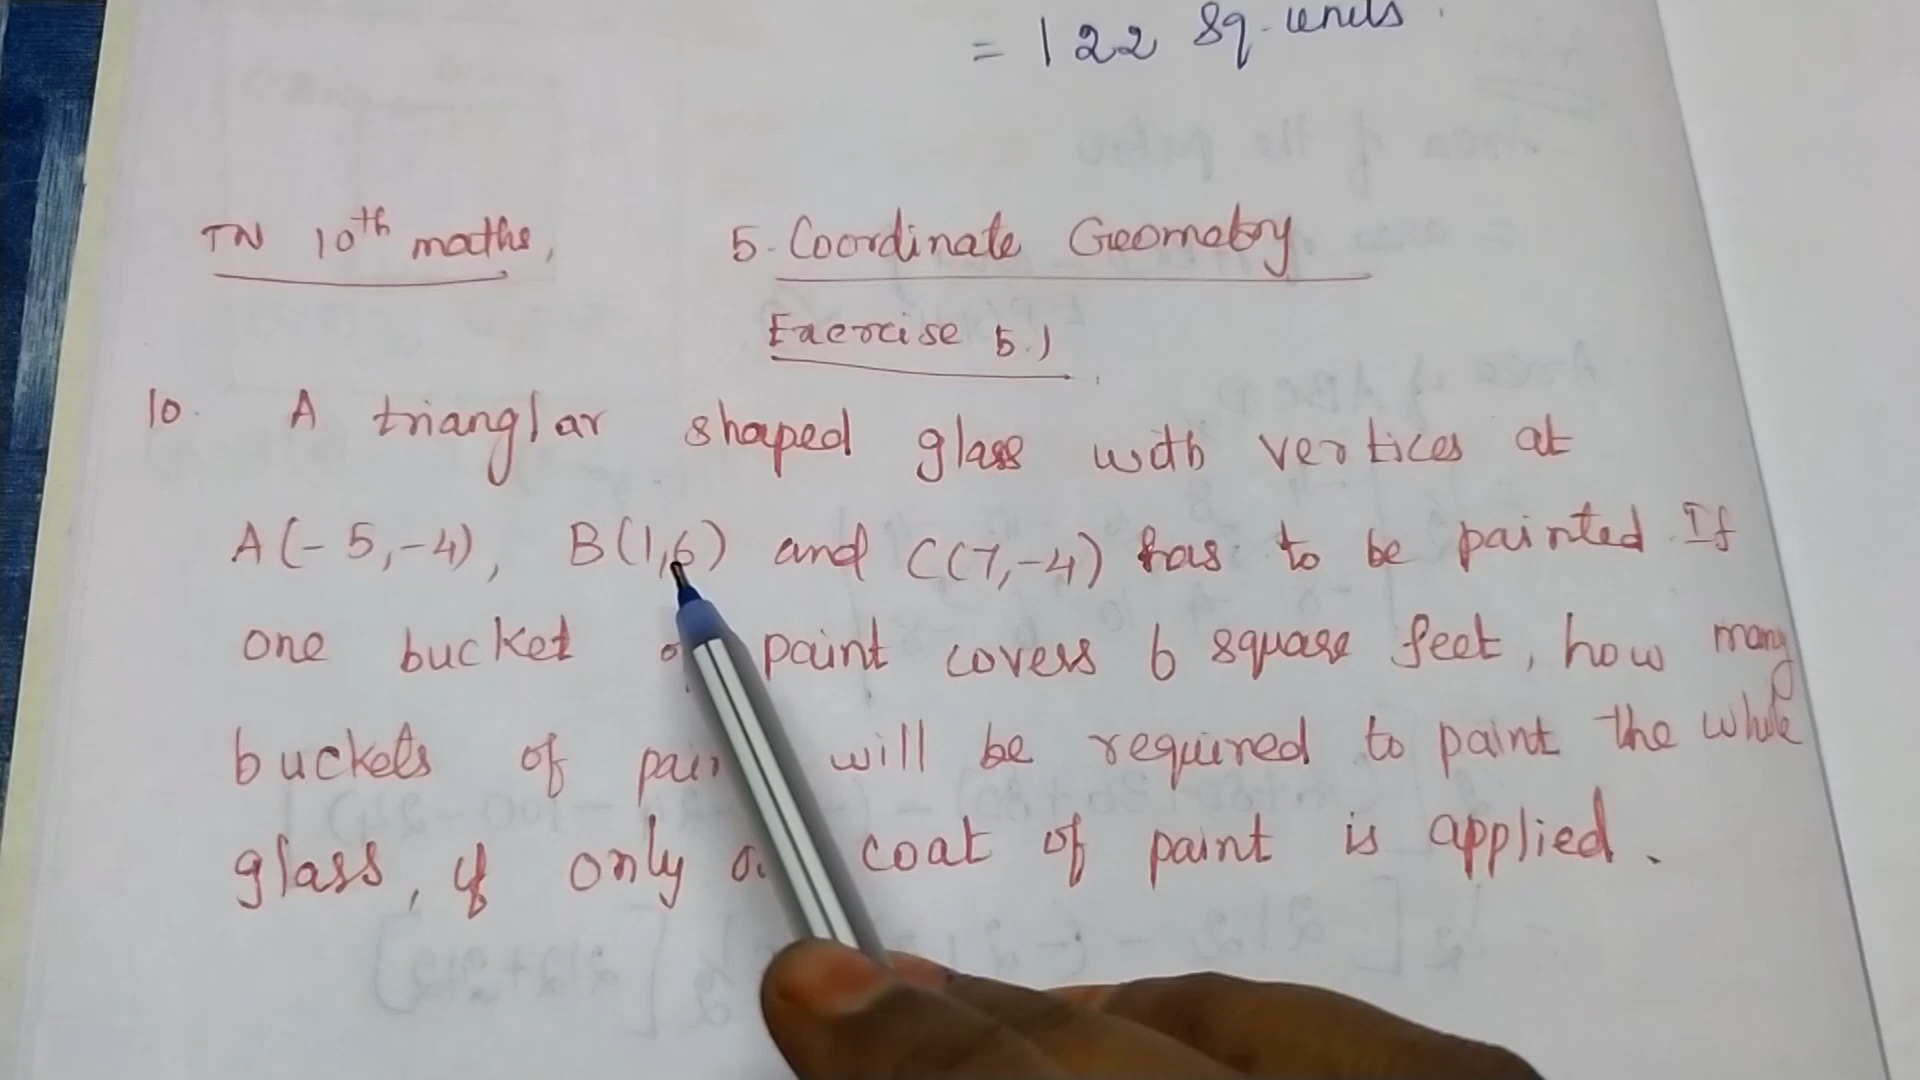 = 122 Sq. units.
TN 10th maths, 5. Coordinate Geometry
Exercise 5.1
10. A trianglar shaped glass with vertices at
A(-5,-4), B(1,6) and C(7,-4) has to be painted. If
one bucket paint covers 6 square feet, how many
buckets of will be required to paint the whole
glass, if only coat of paint is applied.